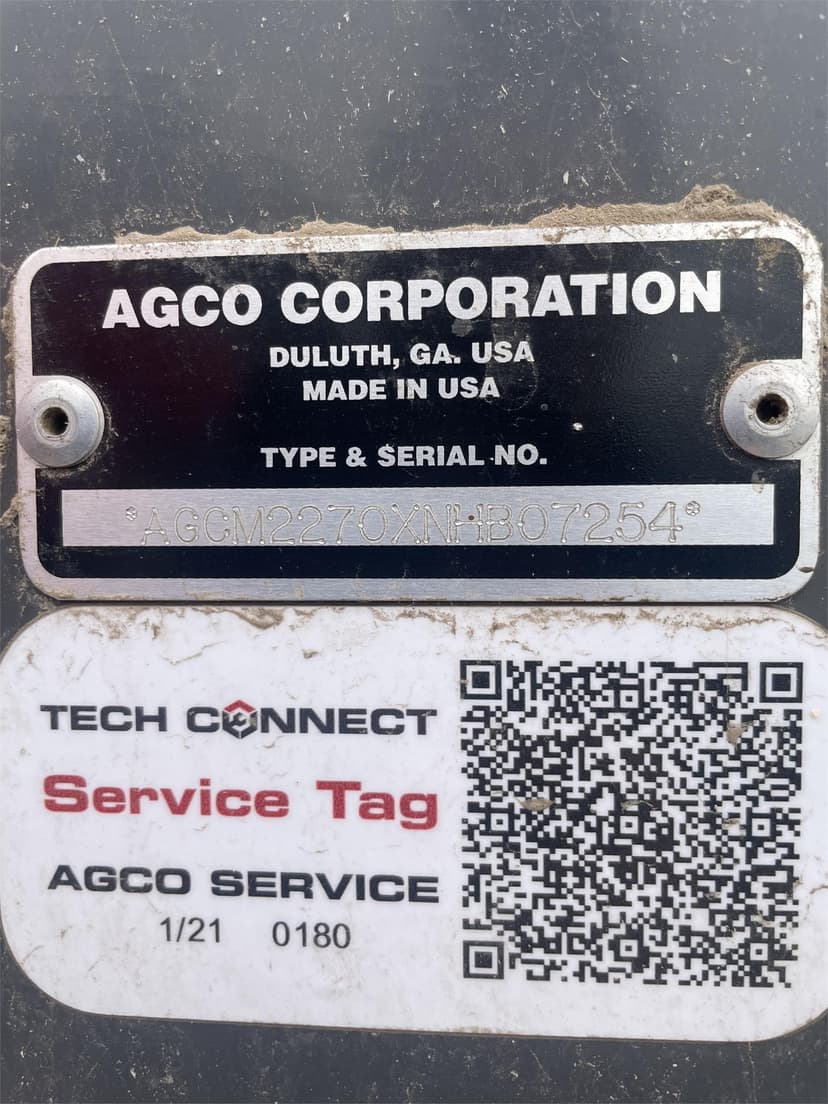 AGCO CORPORATION
DULUTH, GA. USA
MADE IN USA
TYPE & SERIAL NO.
*AGCM2270XNHB07254*
TECH CONNECT
Service Tag
AGCO SERVICE
1/21 0180